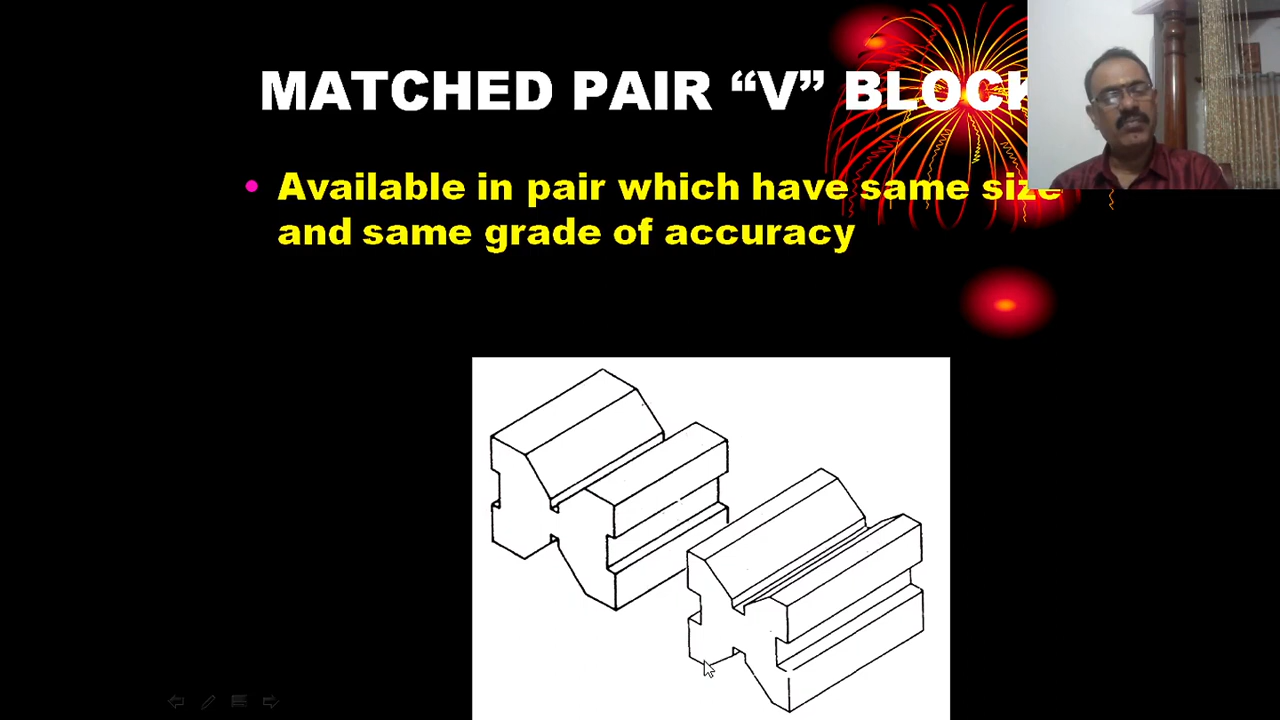 MATCHED PAIR “V” BLOCK
• Available in pair which have same size
and same grade of accuracy